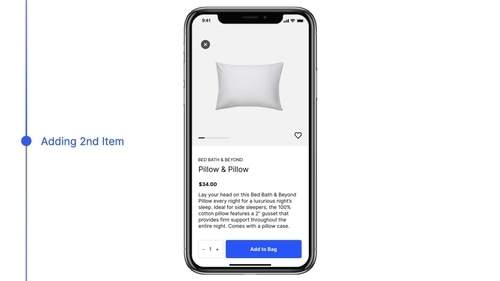 9:41
Adding 2nd Item
BED BATH & BEYOND
Pillow & Pillow
$34.00
Lay your head on this Bed Bath & Beyond
Pillow every night for a luxurious night's
sleep. Ideal for side sleepers, the 100%
cotton pillow features a 2" gusset that
provides firm support throughout the
entire night. Comes with a pillow case.
- 1 + Add to Bag